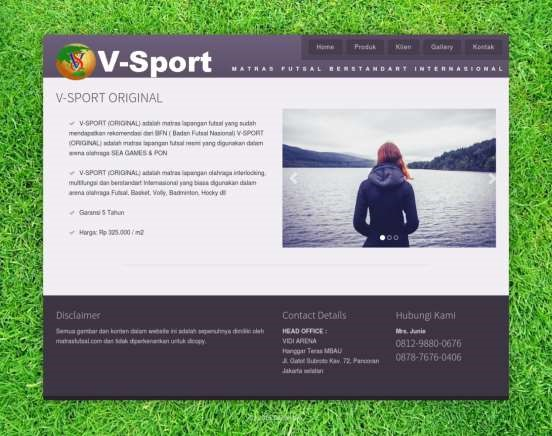 Home Produk Klien Gallery Kontak
V-Sport
MATRAS FUTSAL BERSTANDART INTERNASIONAL
V-SPORT ORIGINAL
V-SPORT (ORIGINAL) adalah matras lapangan futsal yang sudah
mendapatkan rekomendasi dari BFN ( Badan Futsal Nasional) V-SPORT
(ORIGINAL) adalah matras lapangan futsal resmi yang digunakan dalam
arena olahraga SEA GAMES & PON
V-SPORT (ORIGINAL) adalah matras lapangan olahraga interlocking,
multifungsi dan berstandart Internasional yang biasa digunakan dalam
arena olahraga Futsal, Basket, Volly, Badminton, Hocky dll
Garansi 5 Tahun
Harga: Rp 325.000 / m2
Disclaimer
Semua gambar dan konten dalam website ini adalah sepenuhnya dimiliki oleh
matrasfutsal.com dan tidak diperkenankan untuk dicopy.
Contact Details
HEAD OFFICE :
VIDI ARENA
Hanggar Teras MBAU
Jl. Gatot Subroto Kav. 72, Pancoran
Jakarta selatan
Hubungi Kami
Mrs. Junie
0812-9880-0676
0878-7676-0406